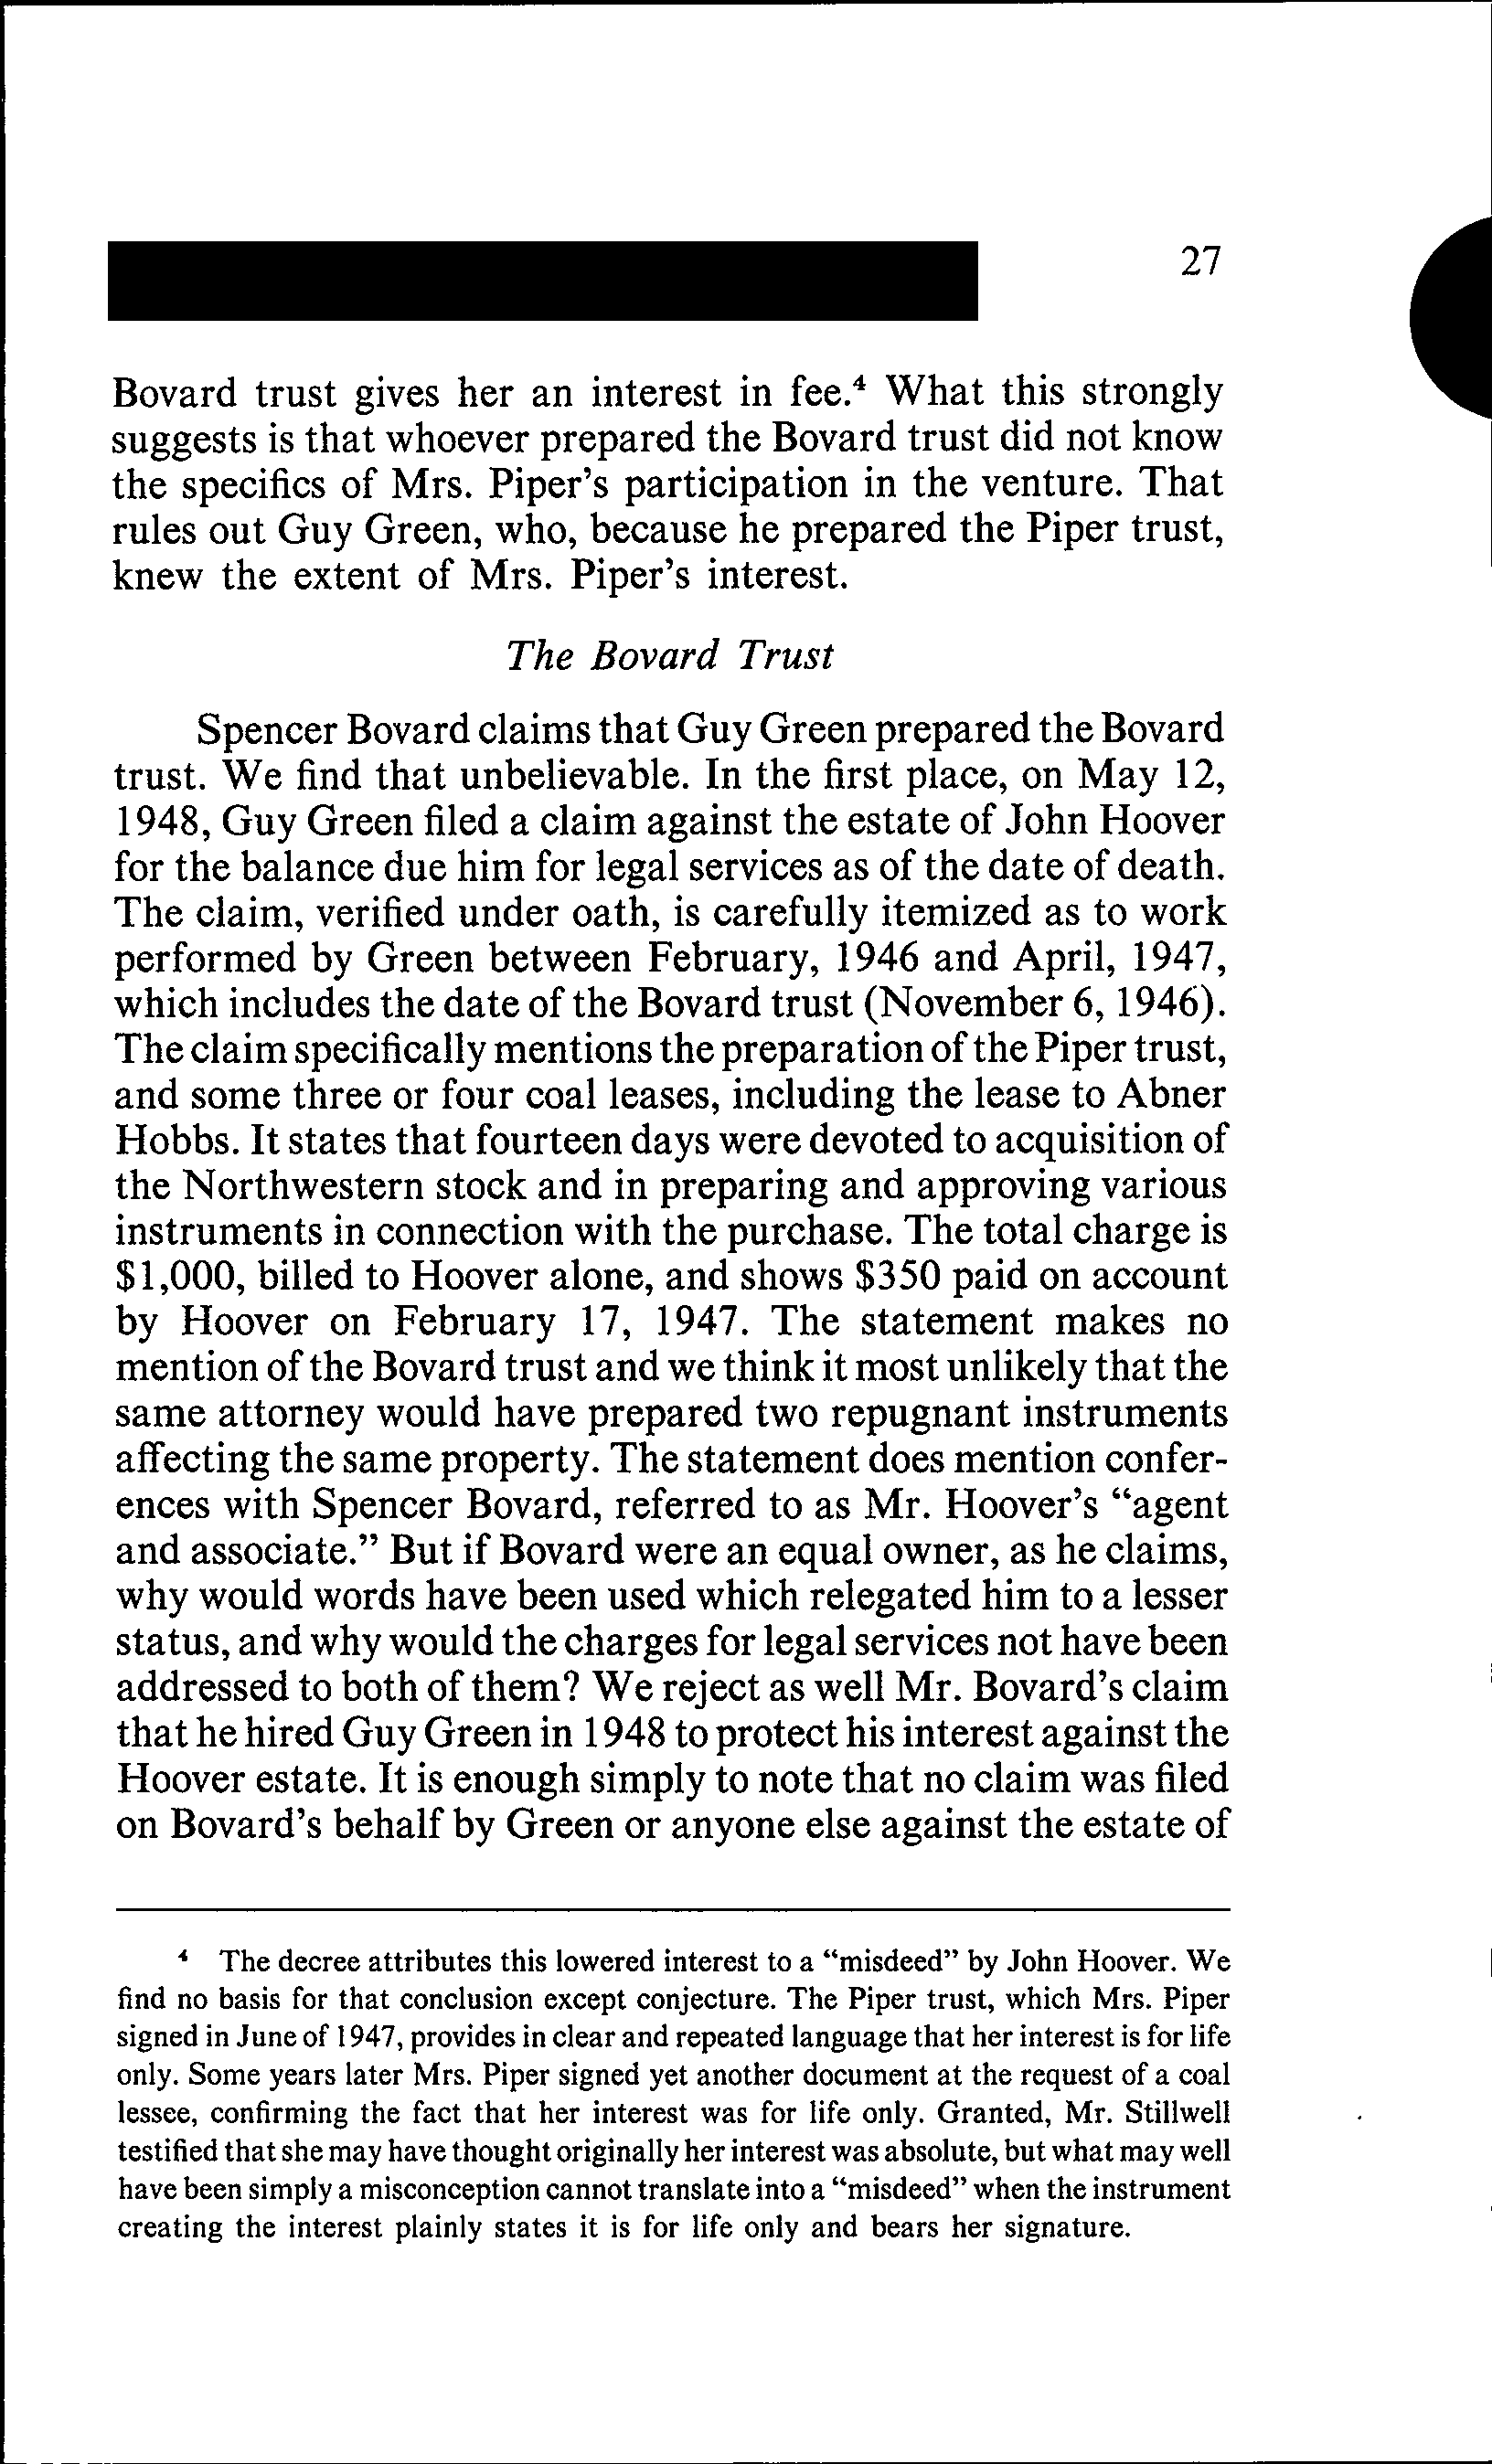 27
Bovard trust gives her an interest in fee.⁴ What this strongly
suggests is that whoever prepared the Bovard trust did not know
the specifics of Mrs. Piper's participation in the venture. That
rules out Guy Green, who, because he prepared the Piper trust,
knew the extent of Mrs. Piper's interest.
The Bovard Trust
Spencer Bovard claims that Guy Green prepared the Bovard
trust. We find that unbelievable. In the first place, on May 12,
1948, Guy Green filed a claim against the estate of John Hoover
for the balance due him for legal services as of the date of death.
The claim, verified under oath, is carefully itemized as to work
performed by Green between February, 1946 and April, 1947,
which includes the date of the Bovard trust (November 6, 1946).
The claim specifically mentions the preparation of the Piper trust,
and some three or four coal leases, including the lease to Abner
Hobbs. It states that fourteen days were devoted to acquisition of
the Northwestern stock and in preparing and approving various
instruments in connection with the purchase. The total charge is
$1,000, billed to Hoover alone, and shows $350 paid on account
by Hoover on February 17, 1947. The statement makes no
mention of the Bovard trust and we think it most unlikely that the
same attorney would have prepared two repugnant instruments
affecting the same property. The statement does mention confer-
ences with Spencer Bovard, referred to as Mr. Hoover's "agent
and associate." But if Bovard were an equal owner, as he claims,
why would words have been used which relegated him to a lesser
status, and why would the charges for legal services not have been
addressed to both of them? We reject as well Mr. Bovard's claim
that he hired Guy Green in 1948 to protect his interest against the
Hoover estate. It is enough simply to note that no claim was filed
on Bovard's behalf by Green or anyone else against the estate of
⁴ The decree attributes this lowered interest to a "misdeed" by John Hoover. We
find no basis for that conclusion except conjecture. The Piper trust, which Mrs. Piper
signed in June of 1947, provides in clear and repeated language that her interest is for life
only. Some years later Mrs. Piper signed yet another document at the request of a coal
lessee, confirming the fact that her interest was for life only. Granted, Mr. Stillwell
testified that she may have thought originally her interest was absolute, but what may well
have been simply a misconception cannot translate into a "misdeed" when the instrument
creating the interest plainly states it is for life only and bears her signature.